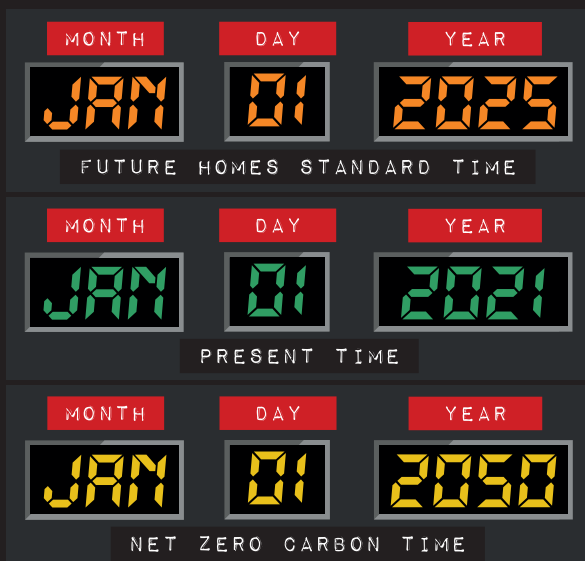 MONTH DAY YEAR
JAN 01 2025
FUTURE HOMES STANDARD TIME
MONTH DAY YEAR
JAN 01 2021
PRESENT TIME
MONTH DAY YEAR
JAN 01 2050
NET ZERO CARBON TIME